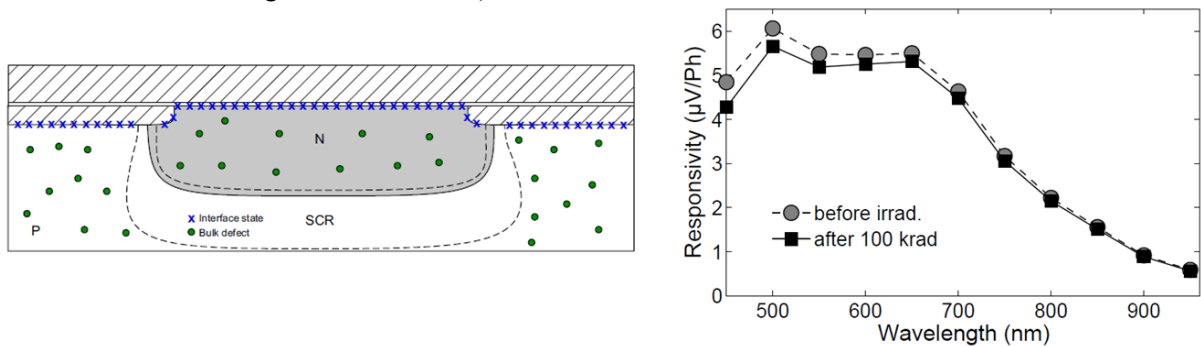 N
P
SCR
x Interface state
Bulk defect
Responsivity (µV/Ph)
6
5
4
3
2
1
0
before irrad.
after 100 krad
500 600 700 800 900
Wavelength (nm)